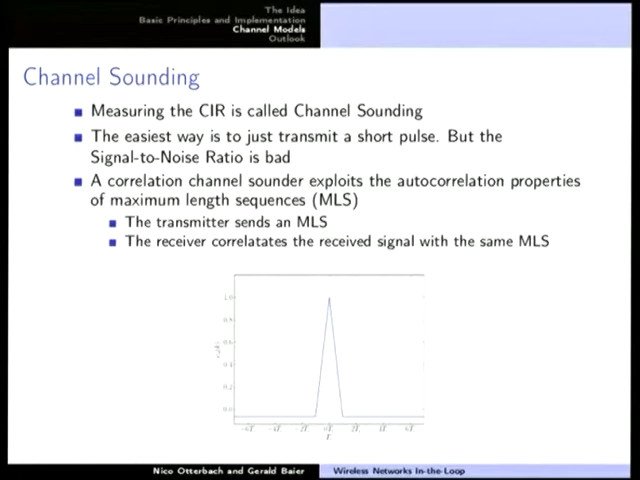 The Idea
Basic Principles and Implementation
Channel Models
Outlook
Channel Sounding
Measuring the CIR is called Channel Sounding
The easiest way is to just transmit a short pulse. But the
Signal-to-Noise Ratio is bad
A correlation channel sounder exploits the autocorrelation properties
of maximum length sequences (MLS)
The transmitter sends an MLS
The receiver correlatates the received signal with the same MLS
1.0
0.8
0.6
0.4
0.2
0.0
Nico Otterbach and Gerald Baier
Wireless Networks In-the-Loop